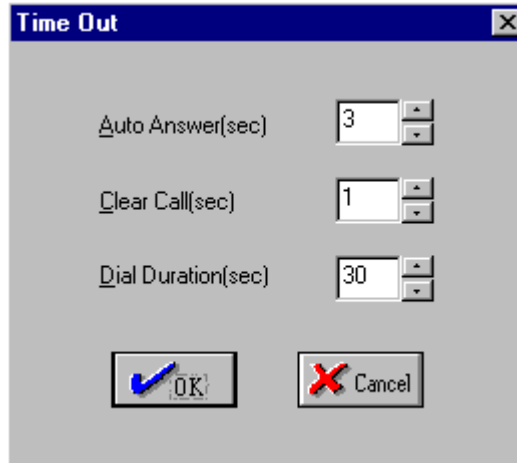 Time Out
Auto Answer(sec) 3
Clear Call(sec) 1
Dial Duration(sec) 30
OK Cancel